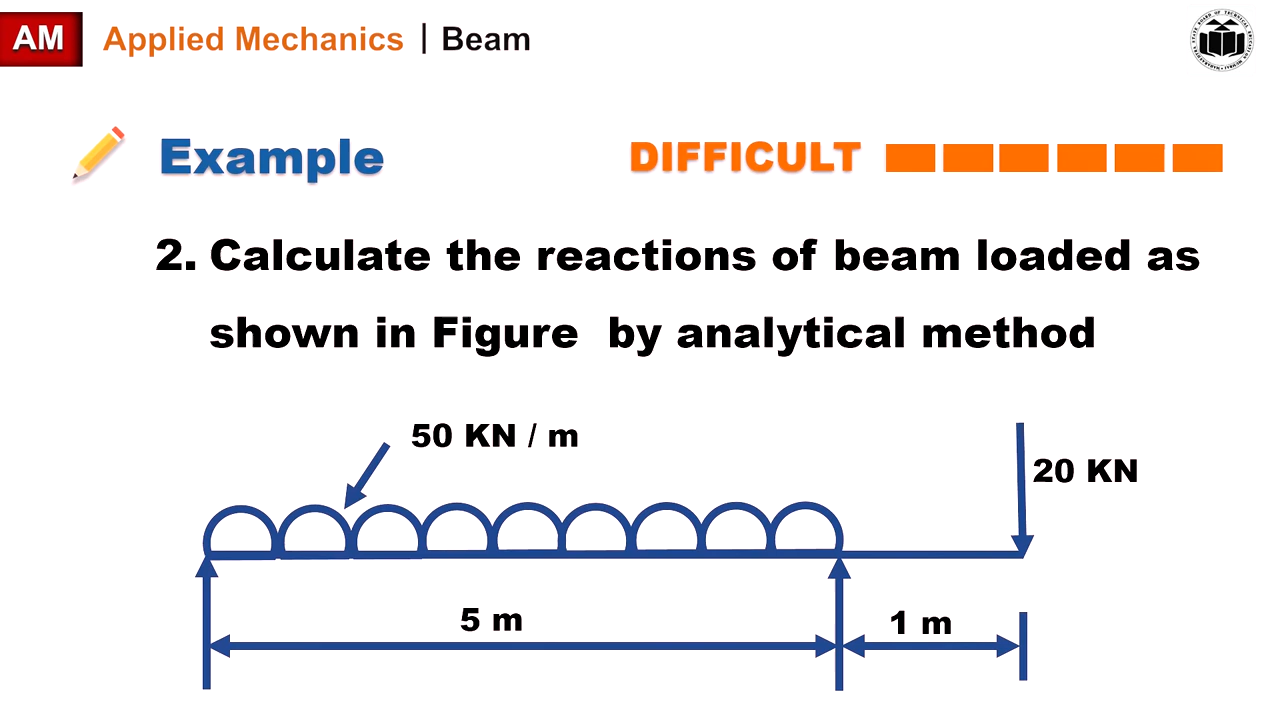 AM Applied Mechanics | Beam
Example DIFFICULT
2. Calculate the reactions of beam loaded as
shown in Figure by analytical method
50 KN / m
20 KN
5 m
1 m